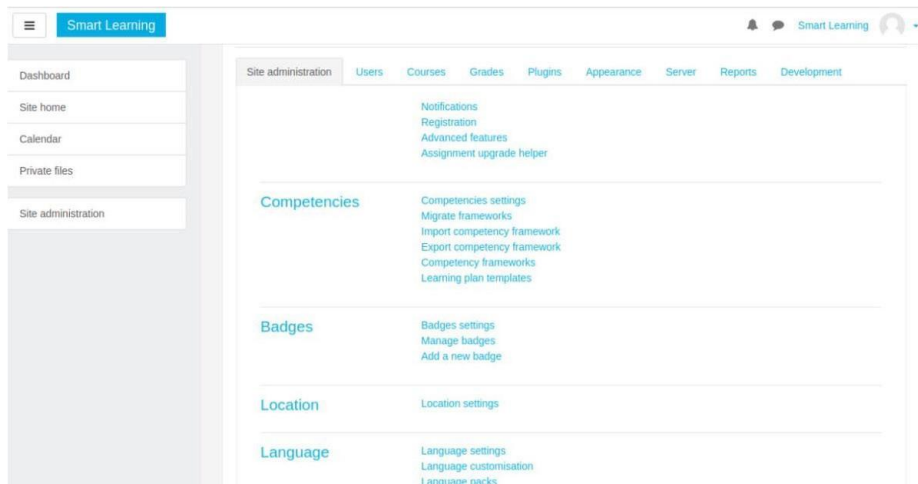 Smart Learning
Smart Learning
Dashboard
Site home
Calendar
Private files
Site administration
Site administration Users Courses Grades Plugins Appearance Server Reports Development
Notifications
Registration
Advanced features
Assignment upgrade helper
Competencies
Competencies settings
Migrate frameworks
Import competency framework
Export competency framework
Competency frameworks
Learning plan templates
Badges
Badges settings
Manage badges
Add a new badge
Location
Location settings
Language
Language settings
Language customisation
Language packs